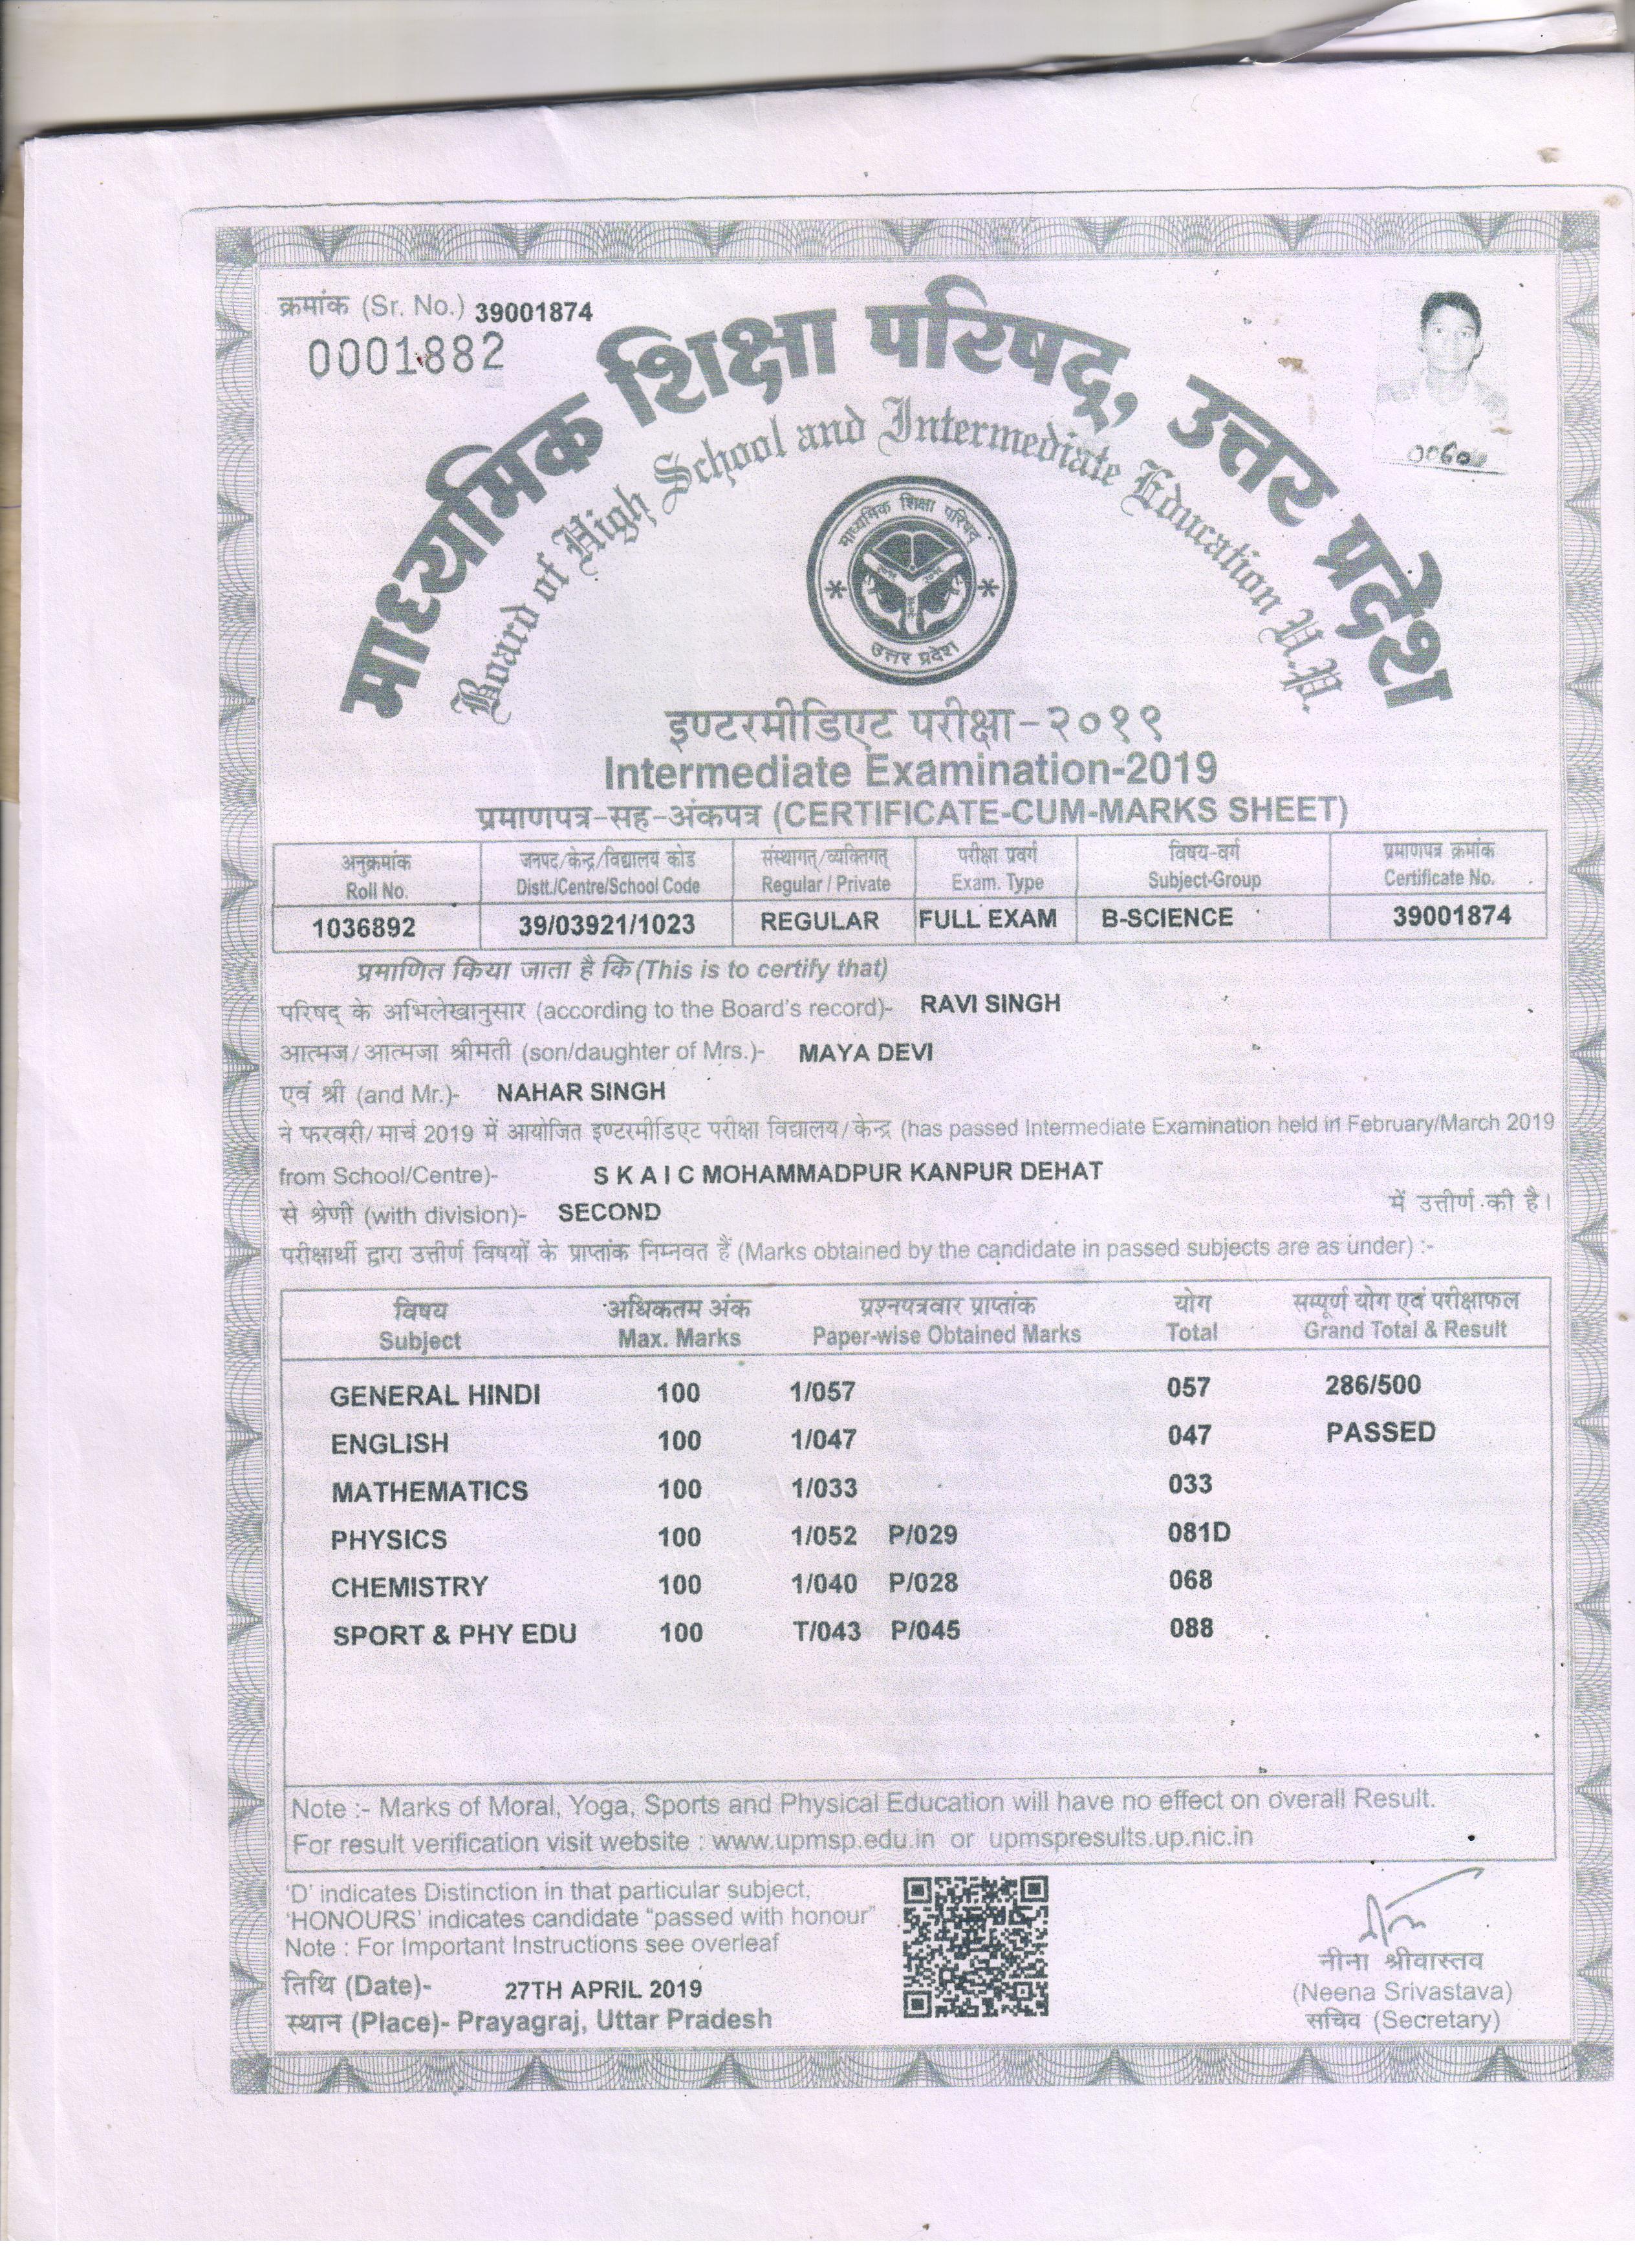 क्रमांक (Sr. No.) 39001874
0001882
माध्यमिक शिक्षा परिषद्, उत्तर प्रदेश
Board of High School and Intermediate Education U.P.
माध्यमिक शिक्षा परिषद्
उत्तर प्रदेश
इण्टरमीडिएट परीक्षा-२०१९
Intermediate Examination-2019
प्रमाणपत्र-सह-अंकपत्र (CERTIFICATE-CUM-MARKS SHEET)
अनुक्रमांक जनपद/केन्द्र/विद्यालय कोड संस्थागत्/व्यक्तिगत् परीक्षा प्रवर्ग विषय-वर्ग प्रमाणपत्र क्रमांक
Roll No. Distt./Centre/School Code Regular / Private Exam. Type Subject-Group Certificate No.
1036892 39/03921/1023 REGULAR FULL EXAM B-SCIENCE 39001874
प्रमाणित किया जाता है कि (This is to certify that)
परिषद् के अभिलेखानुसार (according to the Board's record)- RAVI SINGH
आत्मज/आत्मजा श्रीमती (son/daughter of Mrs.)- MAYA DEVI
एवं श्री (and Mr.)- NAHAR SINGH
ने फरवरी/मार्च 2019 में आयोजित इण्टरमीडिएट परीक्षा विद्यालय/केन्द्र (has passed Intermediate Examination held in February/March 2019
from School/Centre)- S K A I C MOHAMMADPUR KANPUR DEHAT
से श्रेणी (with division)- SECOND में उत्तीर्ण की है।
परीक्षार्थी द्वारा उत्तीर्ण विषयों के प्राप्तांक निम्नवत हैं (Marks obtained by the candidate in passed subjects are as under) :-
विषय अधिकतम अंक प्रश्नपत्रवार प्राप्तांक योग सम्पूर्ण योग एवं परीक्षाफल
Subject Max. Marks Paper-wise Obtained Marks Total Grand Total & Result
GENERAL HINDI 100 1/057 057 286/500
ENGLISH 100 1/047 047 PASSED
MATHEMATICS 100 1/033 033
PHYSICS 100 1/052 P/029 081D
CHEMISTRY 100 1/040 P/028 068
SPORT & PHY EDU 100 T/043 P/045 088
Note :- Marks of Moral, Yoga, Sports and Physical Education will have no effect on overall Result.
For result verification visit website : www.upmsp.edu.in or upmspresults.up.nic.in
'D' indicates Distinction in that particular subject,
'HONOURS' indicates candidate "passed with honour"
Note : For Important Instructions see overleaf
तिथि (Date)- 27TH APRIL 2019
स्थान (Place)- Prayagraj, Uttar Pradesh
नीना श्रीवास्तव
(Neena Srivastava)
सचिव (Secretary)